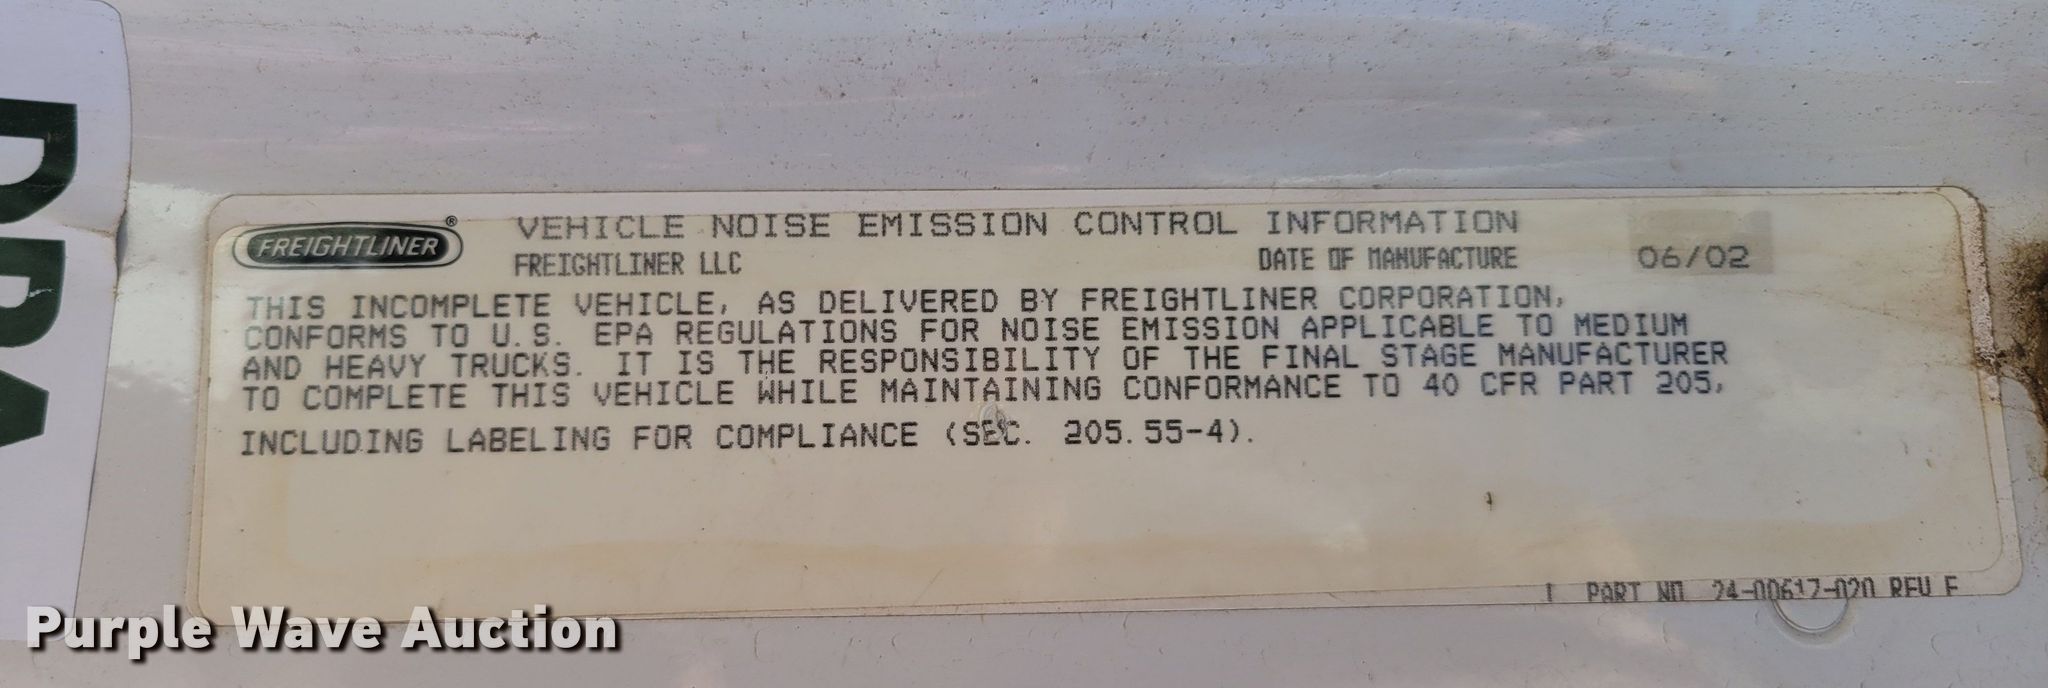 FREIGHTLINER®
VEHICLE NOISE EMISSION CONTROL INFORMATION
FREIGHTLINER LLC DATE OF MANUFACTURE 06/02
THIS INCOMPLETE VEHICLE, AS DELIVERED BY FREIGHTLINER CORPORATION,
CONFORMS TO U.S. EPA REGULATIONS FOR NOISE EMISSION APPLICABLE TO MEDIUM
AND HEAVY TRUCKS. IT IS THE RESPONSIBILITY OF THE FINAL STAGE MANUFACTURER
TO COMPLETE THIS VEHICLE WHILE MAINTAINING CONFORMANCE TO 40 CFR PART 205,
INCLUDING LABELING FOR COMPLIANCE (SEC. 205.55-4).
PART NO. 24-00617-020 REV
Purple Wave Auction